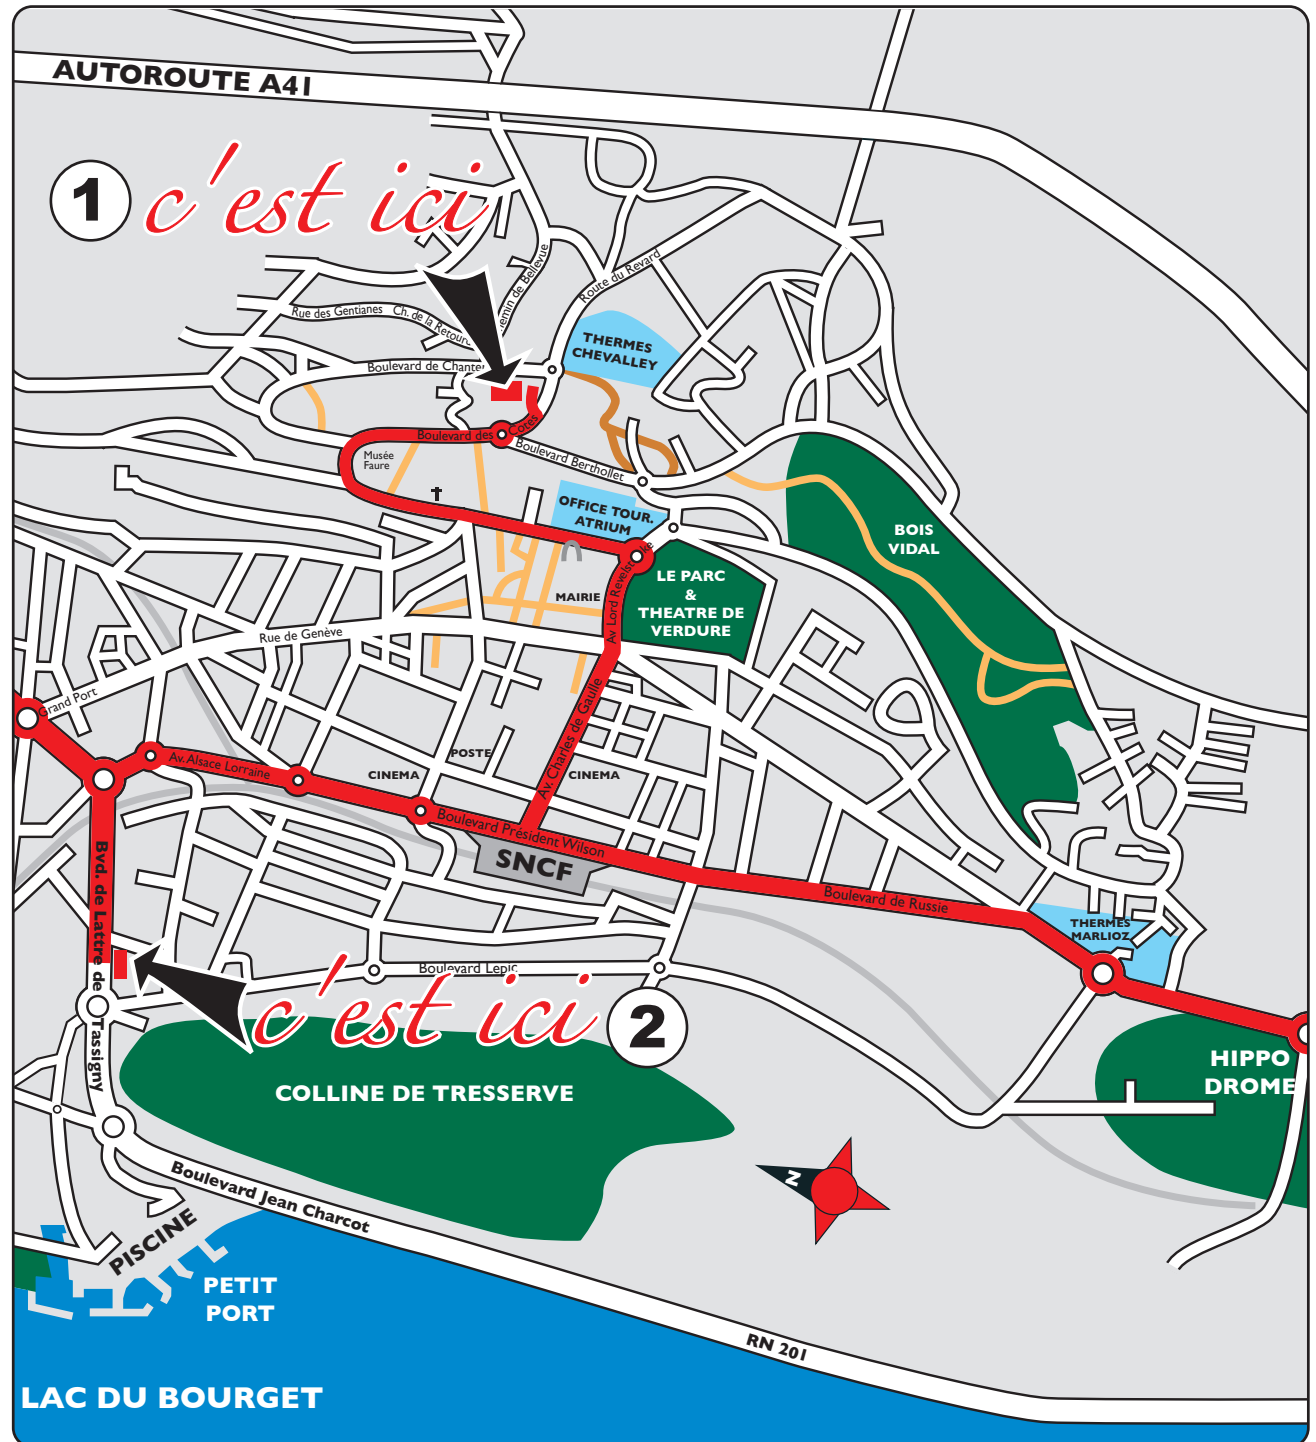 AUTOROUTE A41
1
c'est ici
Chemin de Bellevue
Route du Revard
Rue des Gentianes
Ch. de la Retourd
THERMES
CHEVALLEY
Boulevard de Chante
Boulevard des Cotes
Boulevard Berthollet
Musée
Faure
OFFICE TOUR.
ATRIUM
BOIS
VIDAL
LE PARC
&
THEATRE DE
VERDURE
MAIRIE
Av Lord Revelstoke
Rue de Genève
Grand Port
Av. Alsace Lorraine
POSTE
CINEMA
CINEMA
Av. Charles de Gaulle
Boulevard Président Wilson
SNCF
Bvd. de Lattre de Tassigny
Boulevard de Russie
THERMES
MARLIOZ
Boulevard Lepic
c'est ici
2
HIPPO
DROME
COLLINE DE TRESSERVE
N
Boulevard Jean Charcot
PISCINE
PETIT
PORT
RN 201
LAC DU BOURGET